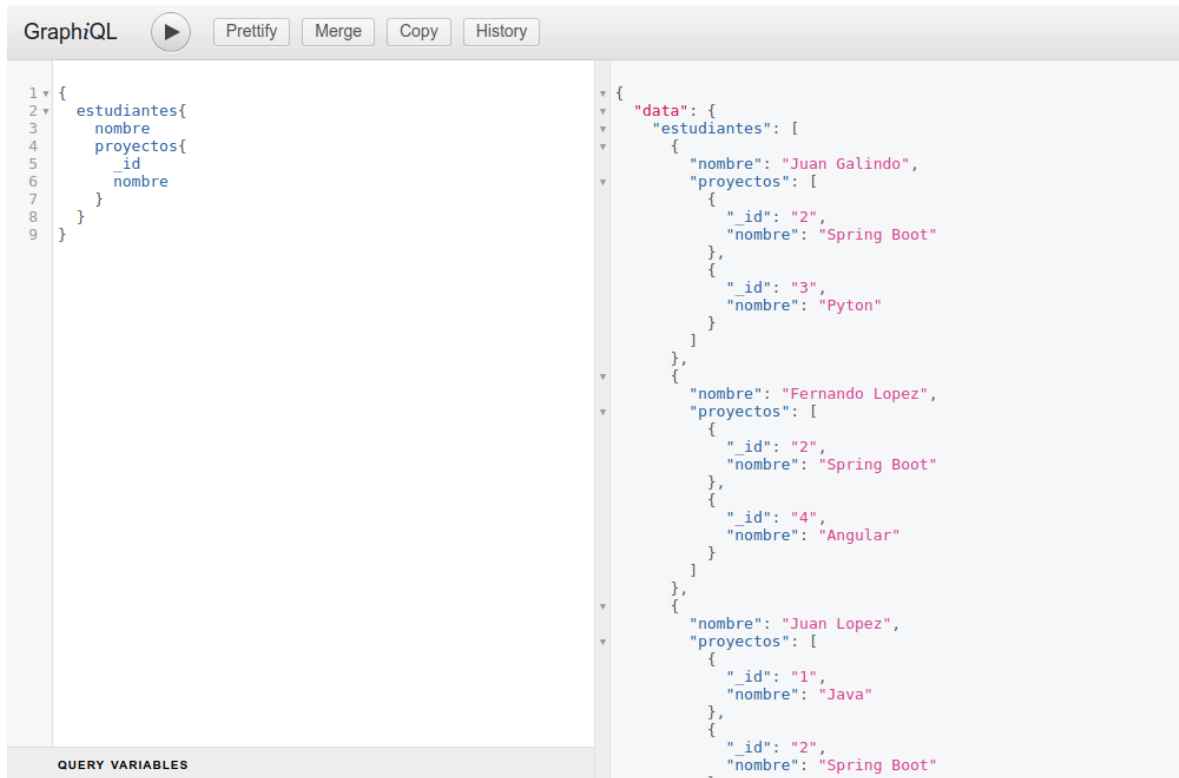 GraphiQL Prettify Merge Copy History
1 {
2 estudiantes{
3 nombre
4 proyectos{
5 _id
6 nombre
7 }
8 }
9 }
QUERY VARIABLES
{
"data": {
"estudiantes": [
{
"nombre": "Juan Galindo",
"proyectos": [
{
"_id": "2",
"nombre": "Spring Boot"
},
{
"_id": "3",
"nombre": "Pyton"
}
]
},
{
"nombre": "Fernando Lopez",
"proyectos": [
{
"_id": "2",
"nombre": "Spring Boot"
},
{
"_id": "4",
"nombre": "Angular"
}
]
},
{
"nombre": "Juan Lopez",
"proyectos": [
{
"_id": "1",
"nombre": "Java"
},
{
"_id": "2",
"nombre": "Spring Boot"